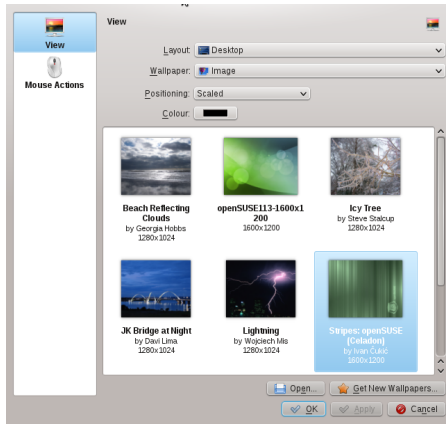 View
View
Mouse Actions
Layout: Desktop
Wallpaper: Image
Positioning: Scaled
Colour:
Beach Reflecting
Clouds
by Georgia Hobbs
1280x1024
openSUSE113-1600x1
200
1600x1200
Icy Tree
by Steve Stalcup
1280x1024
JK Bridge at Night
by Davi Lima
1280x1024
Lightning
by Wojciech Mis
1280x1024
Stripes: openSUSE
(Celadon)
by Ivan Čukić
1600x1200
Open...
Get New Wallpapers...
OK
Apply
Cancel